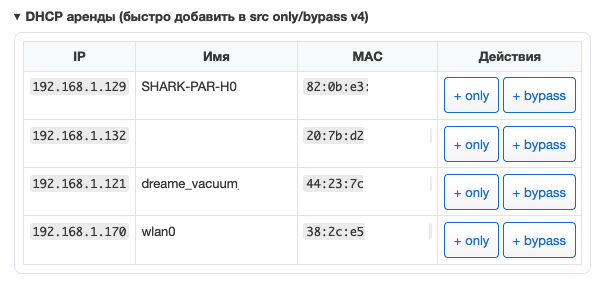 ▼ DHCP аренды (быстро добавить в src only/bypass v4)
IP Имя MAC Действия
192.168.1.129 SHARK-PAR-H0 82:0b:e3: + only + bypass
192.168.1.132 20:7b:d2 + only + bypass
192.168.1.121 dreame_vacuum_ 44:23:7c + only + bypass
192.168.1.170 wlan0 38:2c:e5 + only + bypass